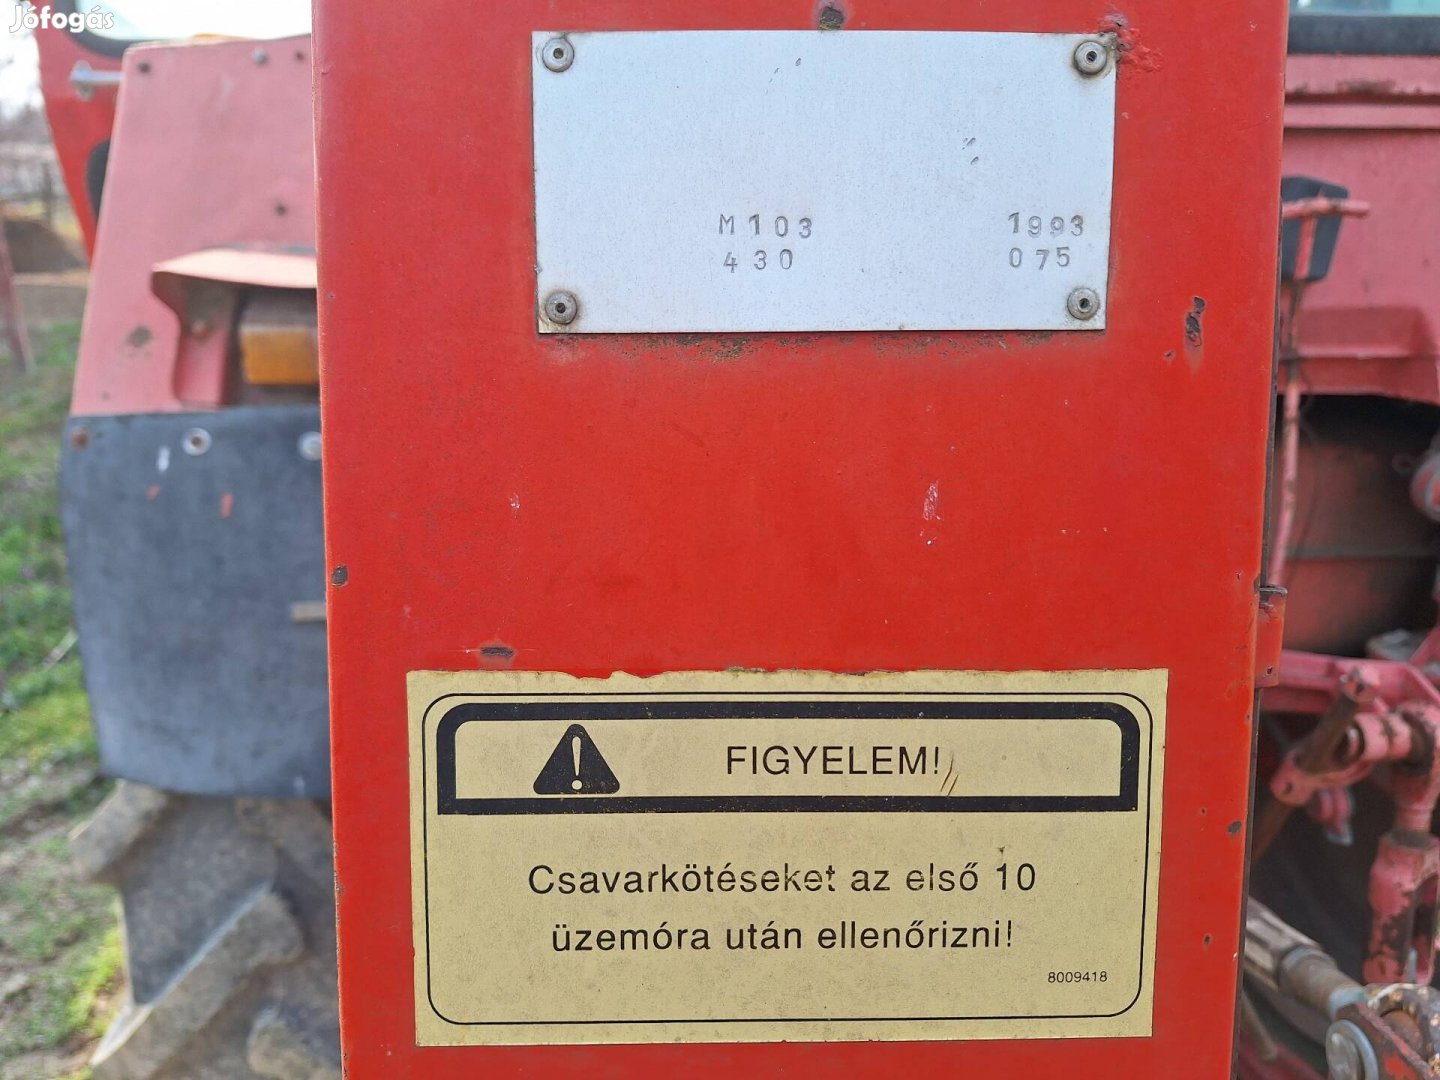 Jófogás
M103 1993
430 075
FIGYELEM!
Csavarkötéseket az első 10
üzemóra után ellenőrizni!
8009418